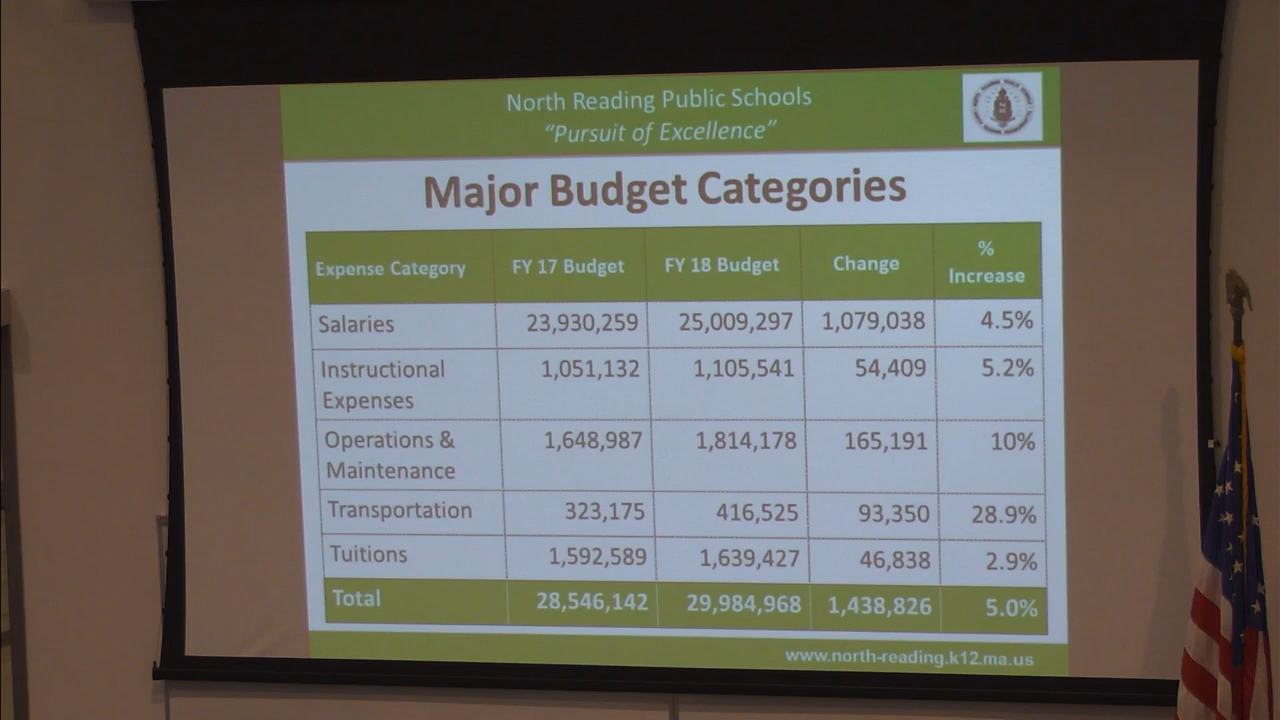 North Reading Public Schools
“Pursuit of Excellence”
Major Budget Categories
Expense Category FY 17 Budget FY 18 Budget Change % Increase
Salaries 23,930,259 25,009,297 1,079,038 4.5%
Instructional Expenses 1,051,132 1,105,541 54,409 5.2%
Operations & Maintenance 1,648,987 1,814,178 165,191 10%
Transportation 323,175 416,525 93,350 28.9%
Tuitions 1,592,589 1,639,427 46,838 2.9%
Total 28,546,142 29,984,968 1,438,826 5.0%
www.north-reading.k12.ma.us